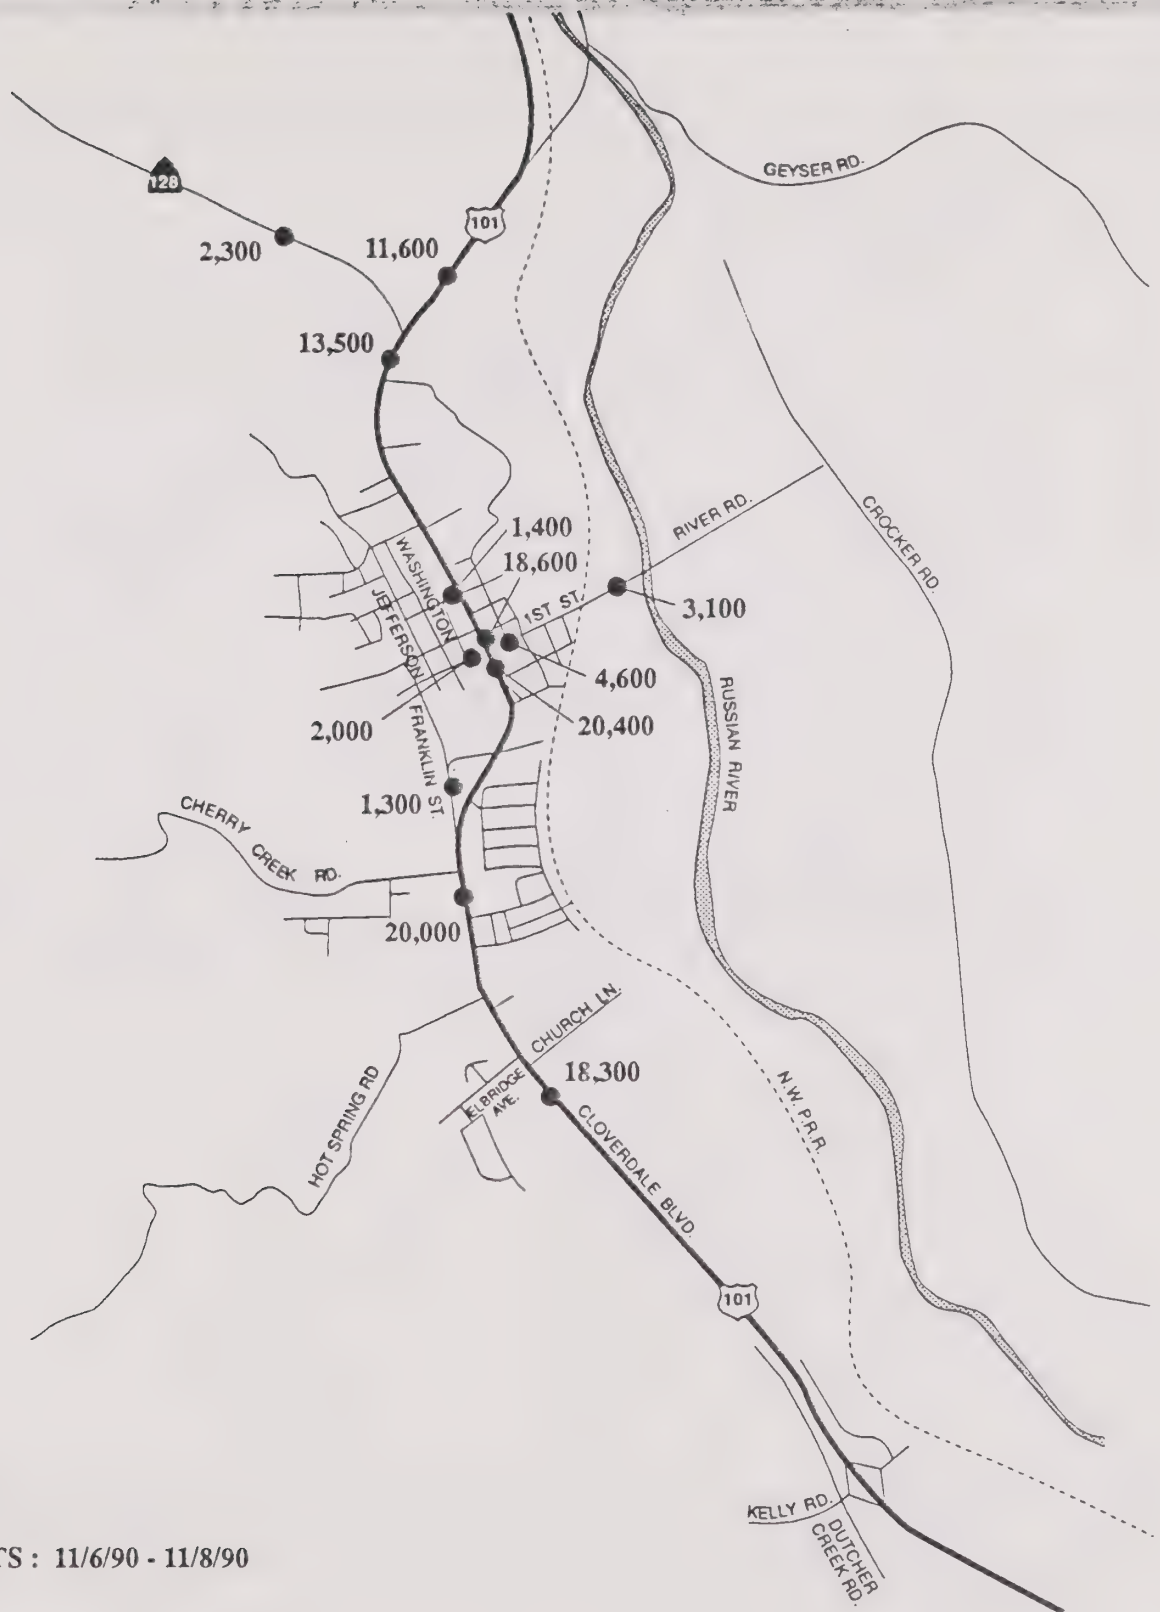 GEYSER RD.
128
101
2,300
11,600
13,500
RIVER RD.
CROCKER RD.
1,400
WASHINGTON
18,600
JEFFERSON
1ST ST.
3,100
4,600
2,000
20,400
FRANKLIN ST.
RUSSIAN RIVER
1,300
CHERRY CREEK RD.
20,000
CHURCH LN.
18,300
ELBRIDGE
AVE.
HOT SPRING RD
N.W.P.R.R.
CLOVERDALE BLVD.
101
KELLY RD.
DUTCHER
CREEK RD.
TS : 11/6/90 - 11/8/90